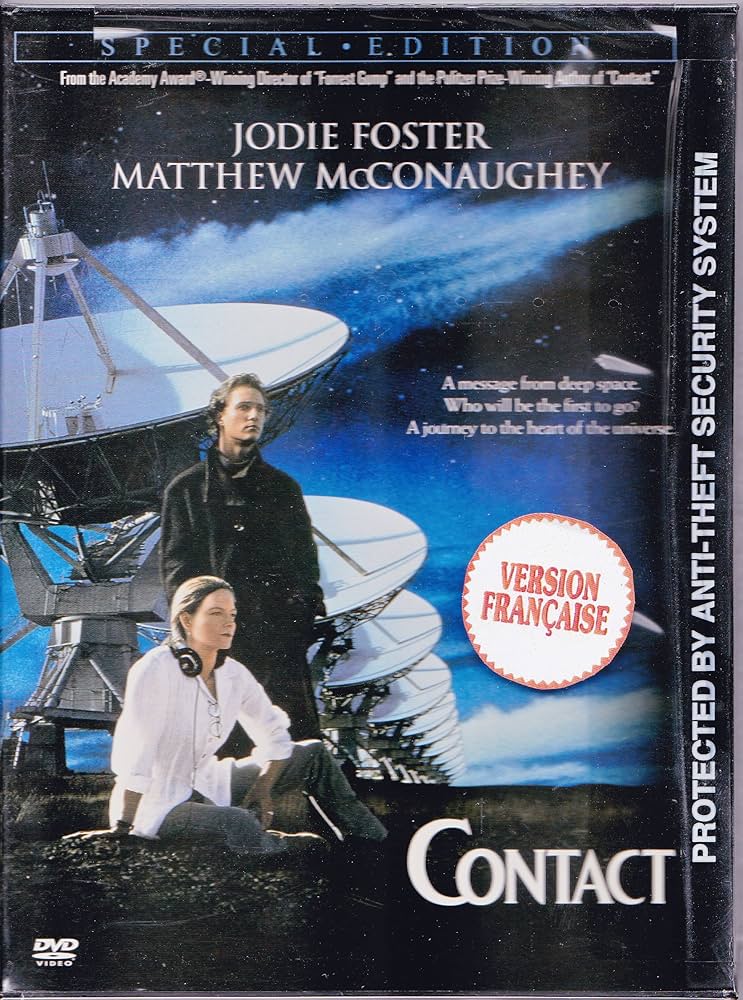 SPECIAL • EDITION
From the Academy Award®-Winning Director of "Forrest Gump" and the Pulitzer Prize-Winning Author of "Contact."
JODIE FOSTER
MATTHEW McCONAUGHEY
A message from deep space.
Who will be the first to go?
A journey to the heart of the universe.
VERSION
FRANÇAISE
CONTACT
DVD
VIDEO
PROTECTED BY ANTI-THEFT SECURITY SYSTEM